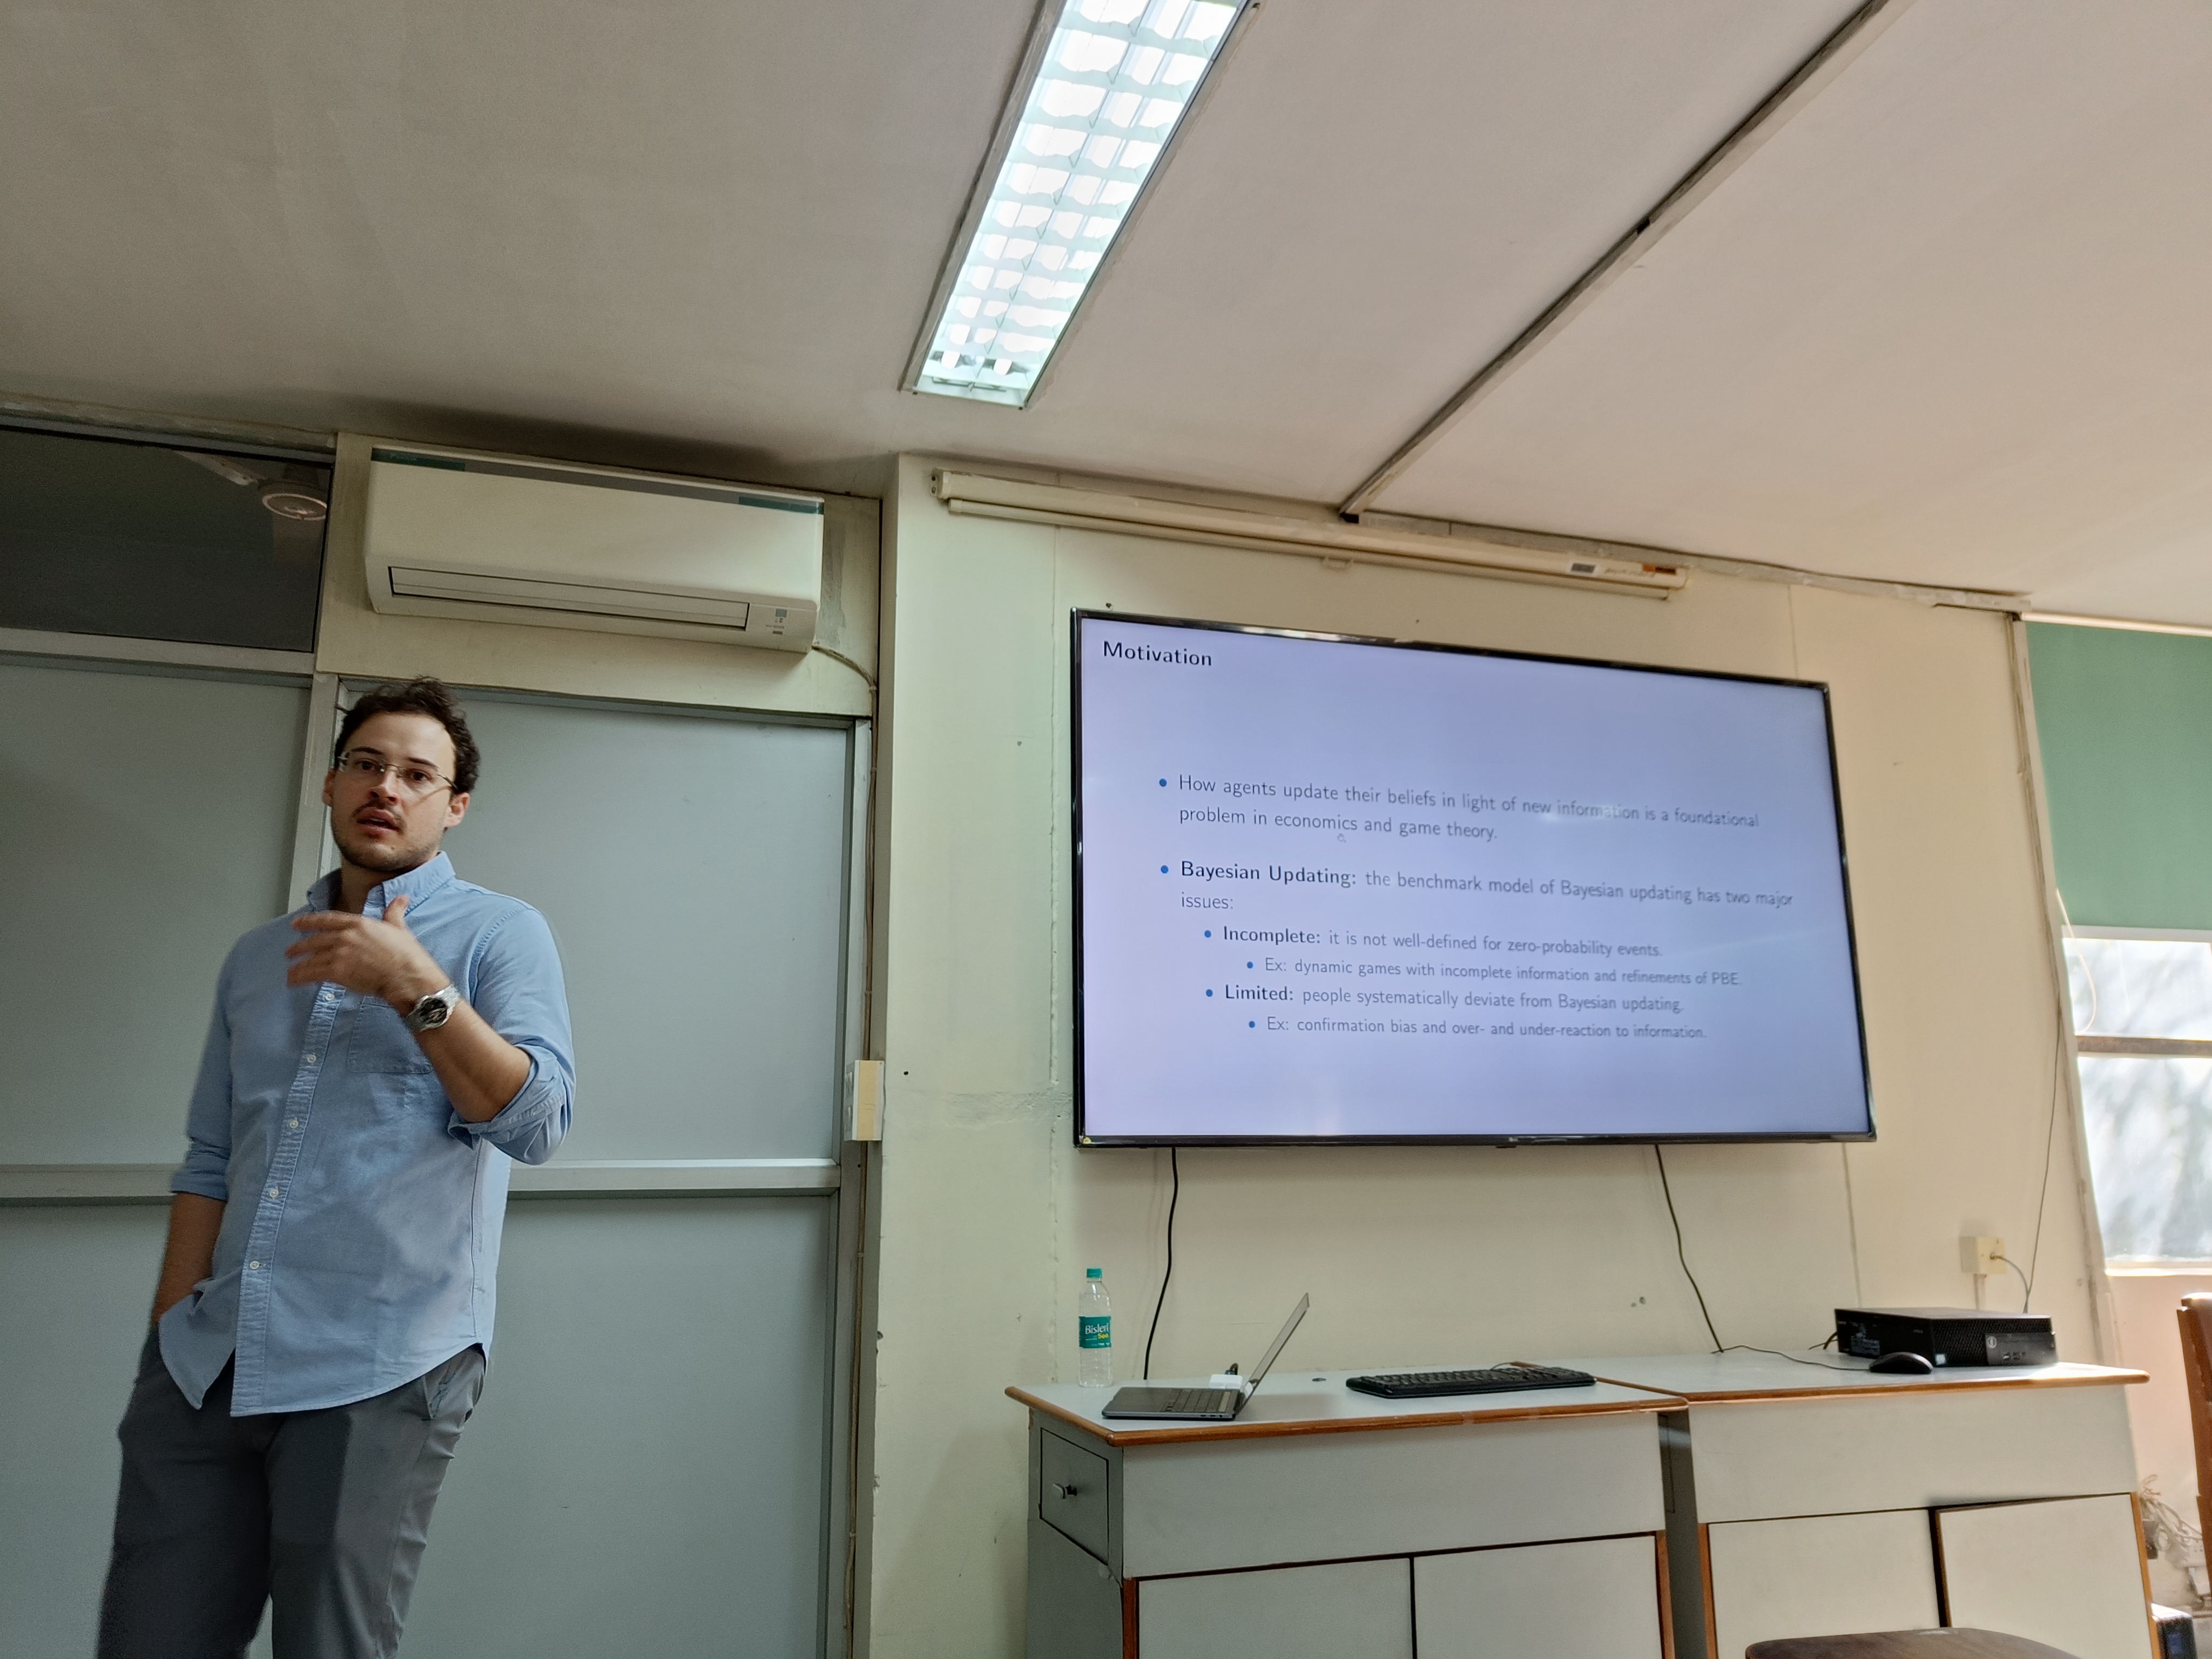 Motivation
• How agents update their beliefs in light of new information is a foundational
problem in economics and game theory.
• Bayesian Updating: the benchmark model of Bayesian updating has two major
issues:
• Incomplete: it is not well-defined for zero-probability events.
• Ex: dynamic games with incomplete information and refinements of PBE.
• Limited: people systematically deviate from Bayesian updating.
• Ex: confirmation bias and over- and under-reaction to information.
Bisleri